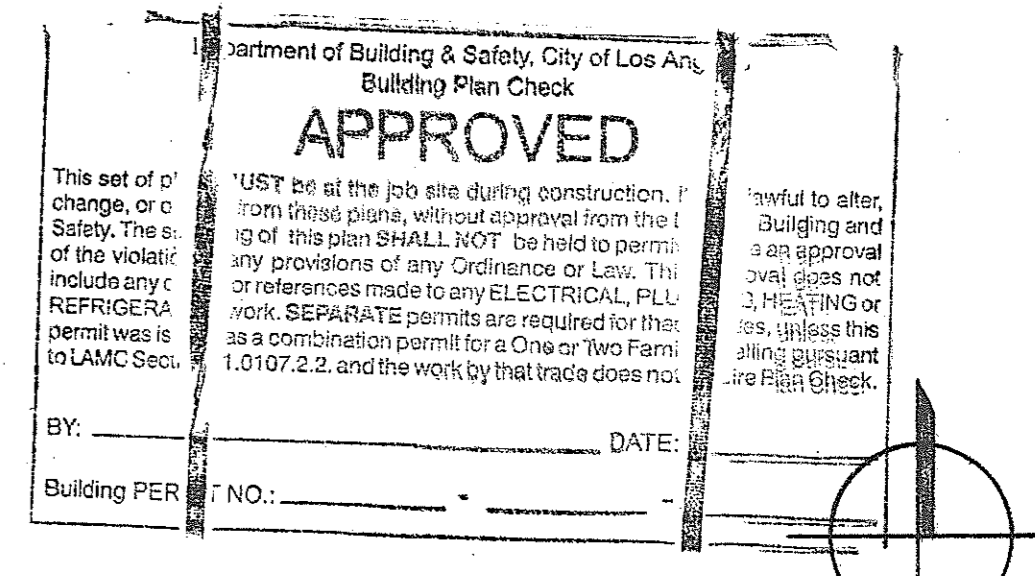 partment of Building & Safety, City of Los Ang
Building Plan Check
APPROVED
This set of p UST be at the job site during construction. I awful to alter,
change, or from these plans, without approval from the Building and
Safety. The s g of this plan SHALL NOT be held to permi an approval
of the violatio any provisions of any Ordinance or Law. Thi oval does not
include any or references made to any ELECTRICAL, PLU HEATING or
REFRIGERA work. SEPARATE permits are required for that es, unless this
permit was is as a combination permit for a One or Two Fami elling pursuant
to LAMC Sect 1.0107.2.2. and the work by that trade does not ire Plan Check.
BY: DATE:
Building PER T NO.: - -